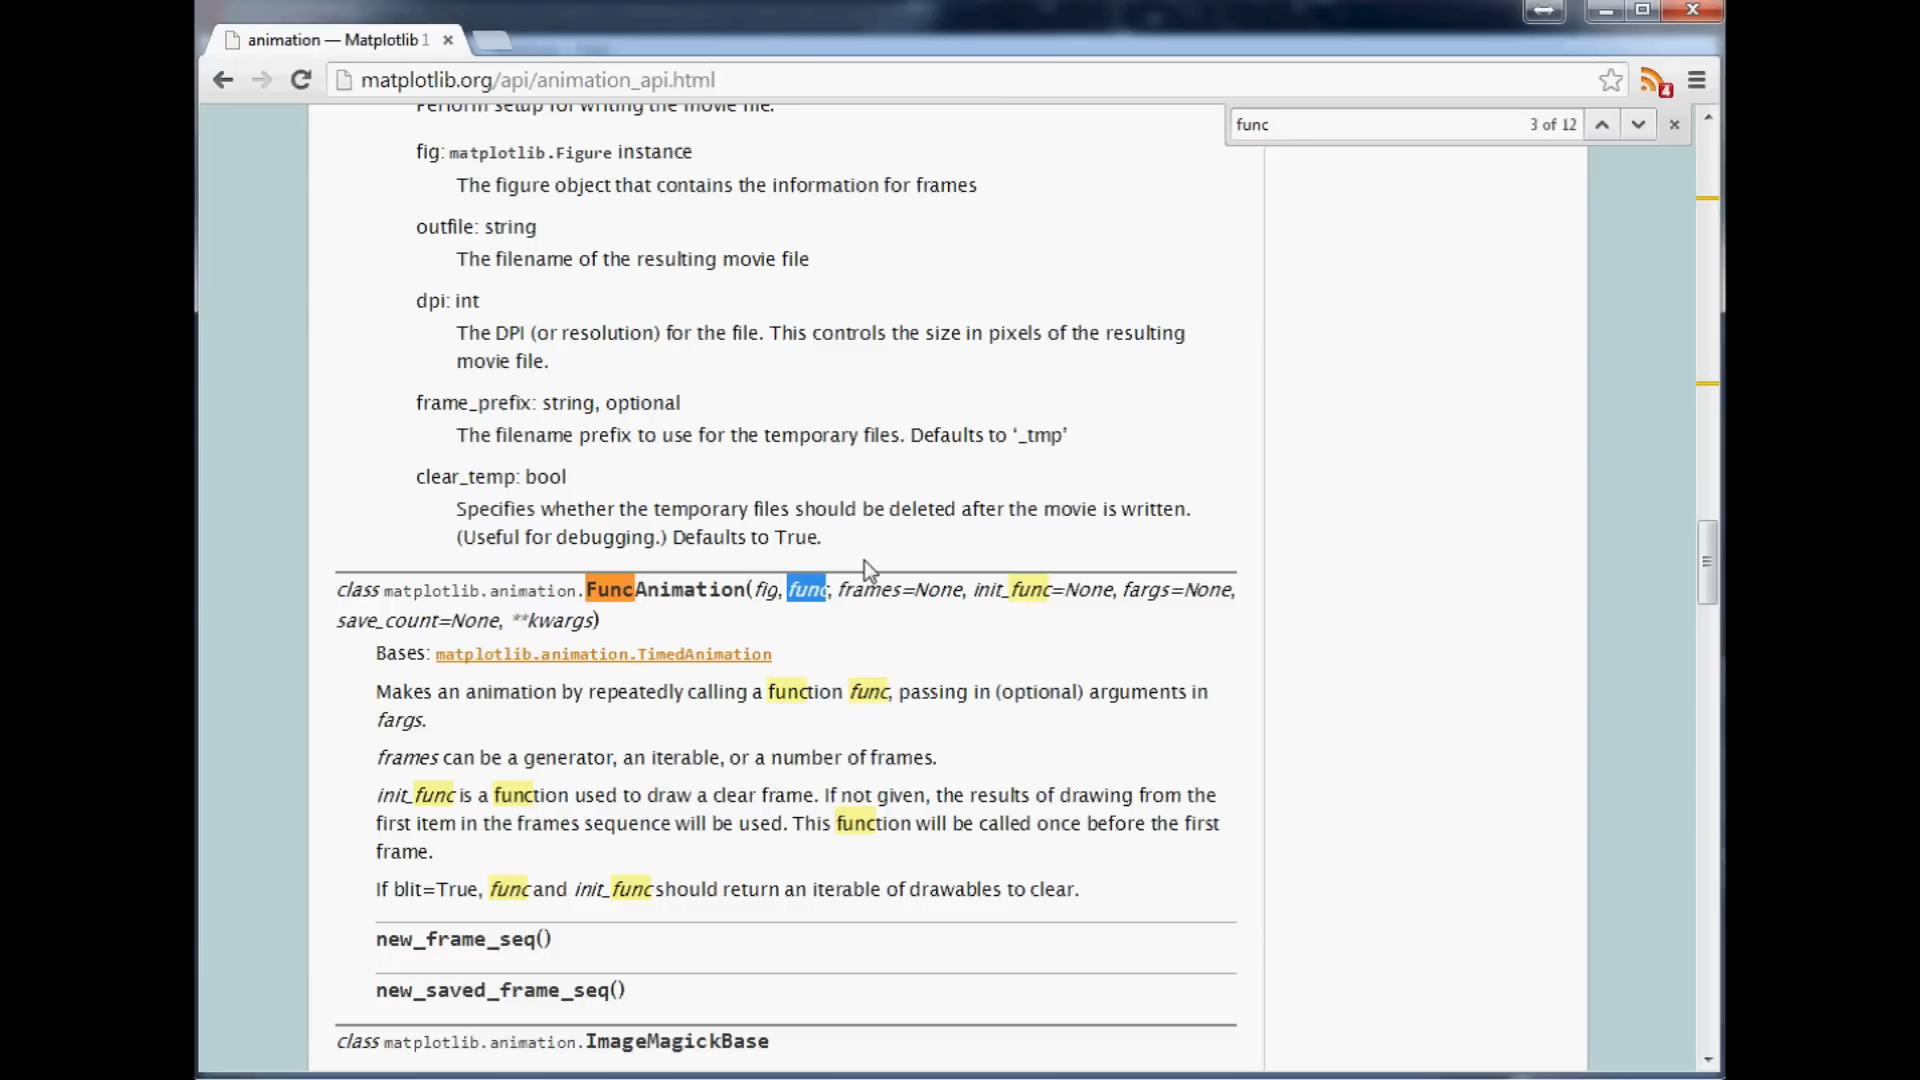 animation — Matplotlib 1
matplotlib.org/api/animation_api.html
4
func 3 of 12
Perform setup for writing the movie file.
fig: matplotlib.Figure instance
The figure object that contains the information for frames
outfile: string
The filename of the resulting movie file
dpi: int
The DPI (or resolution) for the file. This controls the size in pixels of the resulting
movie file.
frame_prefix: string, optional
The filename prefix to use for the temporary files. Defaults to ‘_tmp’
clear_temp: bool
Specifies whether the temporary files should be deleted after the movie is written.
(Useful for debugging.) Defaults to True.
class matplotlib.animation.FuncAnimation(fig, func, frames=None, init_func=None, fargs=None,
save_count=None, **kwargs)
Bases: matplotlib.animation.TimedAnimation
Makes an animation by repeatedly calling a function func, passing in (optional) arguments in
fargs.
frames can be a generator, an iterable, or a number of frames.
init_func is a function used to draw a clear frame. If not given, the results of drawing from the
first item in the frames sequence will be used. This function will be called once before the first
frame.
If blit=True, func and init_func should return an iterable of drawables to clear.
new_frame_seq()
new_saved_frame_seq()
class matplotlib.animation.ImageMagickBase